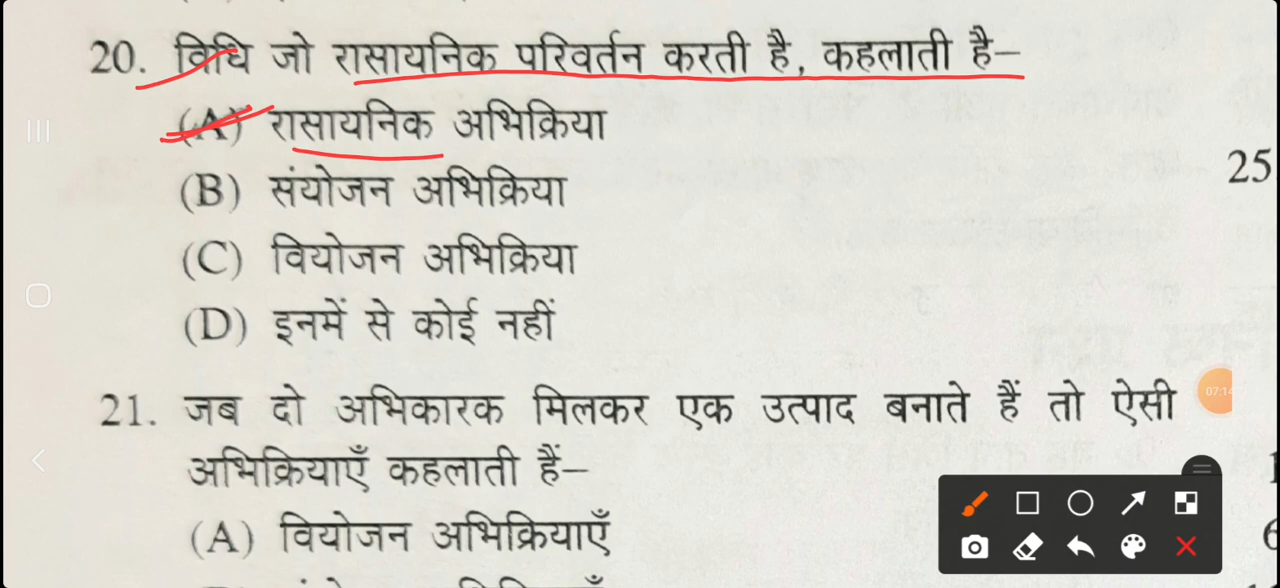 20. विधि जो रासायनिक परिवर्तन करती है, कहलाती है–
(A) रासायनिक अभिक्रिया
(B) संयोजन अभिक्रिया
(C) वियोजन अभिक्रिया
(D) इनमें से कोई नहीं
25
21. जब दो अभिकारक मिलकर एक उत्पाद बनाते हैं तो ऐसी
अभिक्रियाएँ कहलाती हैं–
(A) वियोजन अभिक्रियाएँ
07:14